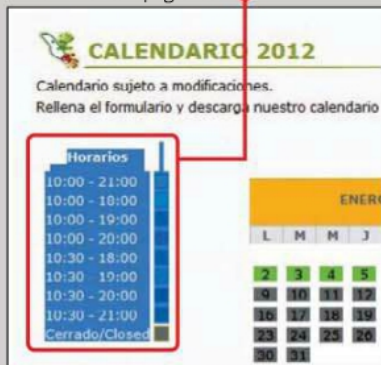 CALENDARIO 2012
Calendario sujeto a modificaciones.
Rellena el formulario y descarga nuestro calendario
Horarios
10:00 - 21:00
10:00 - 18:00
10:00 - 19:00
10:00 - 20:00
10:30 - 18:00
10:30 - 19:00
10:30 - 20:00
10:30 - 21:00
Cerrado/Closed
ENER
L M M J
2 3 4 5
9 10 11 12
16 17 18 19
23 24 25 26
30 31